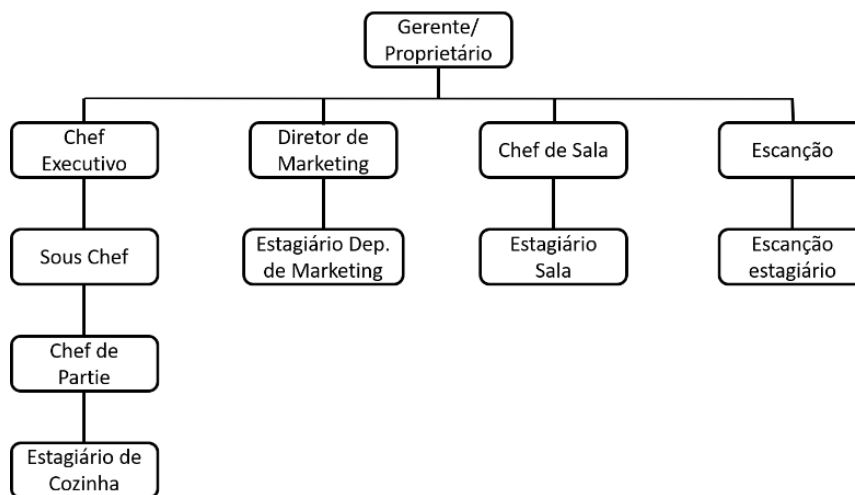 Gerente/
Proprietário
Chef
Executivo
Diretor de
Marketing
Chef de Sala
Escanção
Sous Chef
Estagiário Dep.
de Marketing
Estagiário
Sala
Escanção
estagiário
Chef de
Partie
Estagiário de
Cozinha